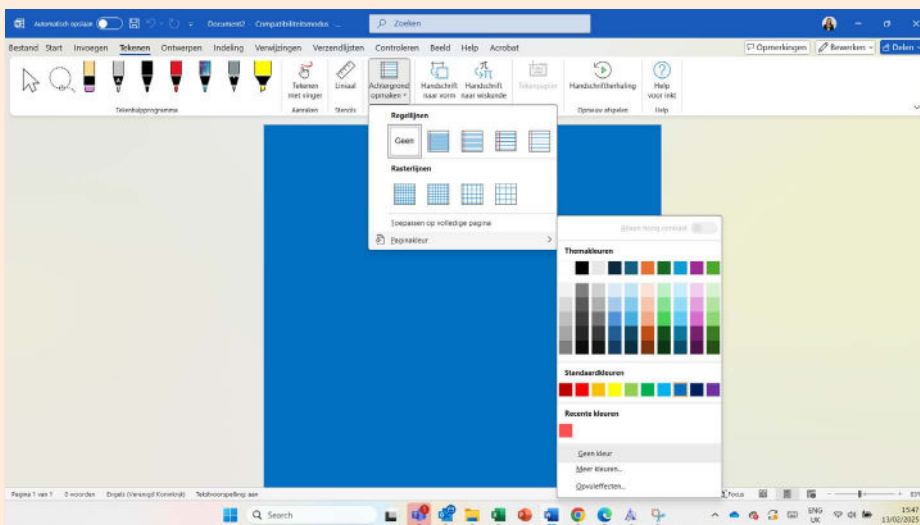 Automatisch opslaan
Document2 - Compatibiliteitsmodus
Zoeken
Bestand Start Invoegen Tekenen Ontwerpen Indeling Verwijzingen Verzendlijsten Controleren Beeld Help Acrobat
Opmerkingen Bewerken Delen
Tekenen met vinger
Liniaal
Achtergrond opmaken
Handschrift naar vorm
Handschrift naar wiskunde
Tekenpapier
Handschriftherhaling
Help voor inkt
Aanraken Stencils Opnieuw afspelen Help
Regellijnen
Geen
Rasterlijnen
Toepassen op volledige pagina
Paginakleur
Alleen hoog contrast
Themakleuren
Standaardkleuren
Recente kleuren
Geen kleur
Meer kleuren...
Opvuleffecten...
Pagina 1 van 1 0 woorden Engels (Verenigd Koninkrijk) Tekstvoorspelling: aan
Focus
Search
ENG
UK
13/02/2025